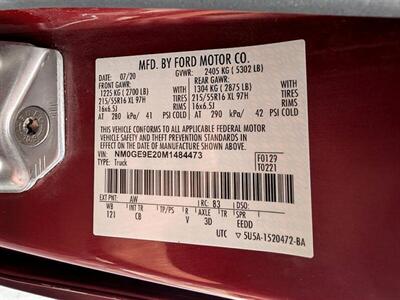 MFD. BY FORD MOTOR CO.
07/20 GVWR: 2405 KG ( 5302 LB)
FRONT GAWR: REAR GAWR:
1225 KG ( 2700 LB) 1304 KG ( 2875 LB)
215/55R16 XL 97H TIRES 215/55R16 XL 97H TIRES
16x6.5J RIMS 16x6.5J RIMS
AT 280 kPa/ 41 PSI COLD AT 290 kPa/ 42 PSI COLD
THIS VEHICLE CONFORMS TO ALL APPLICABLE FEDERAL MOTOR
VEHICLE SAFETY AND THEFT PREVENTION STANDARDS IN EFFECT ON
THE DATE OF MANUFACTURE SHOWN ABOVE.
VIN: NM0GE9E20M1484473 F0129
TYPE: Truck T0221
EXT PNT: AW RC: 83 DSO:
WB INT TR TP/PS R AXLE TR SPR
121 CB V 3D EEDD
UTC 5U5A-1520472-BA